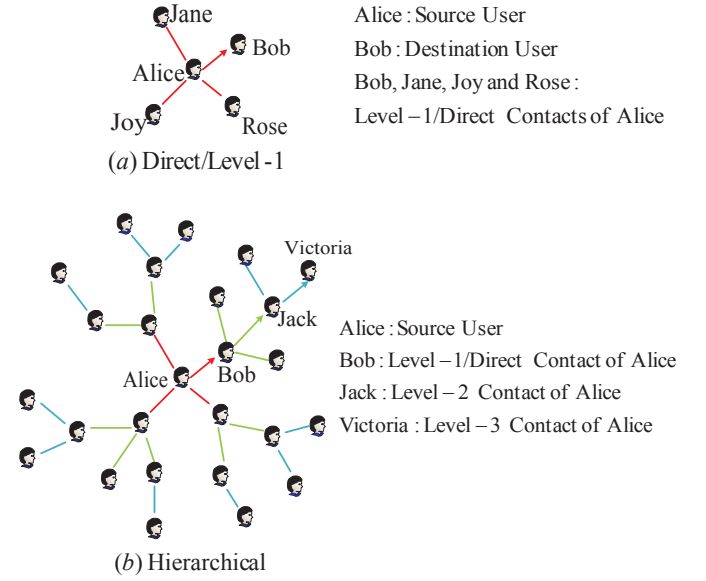 Jane
Bob
Alice
Joy
Rose
(a) Direct/Level-1
Alice : Source User
Bob : Destination User
Bob, Jane, Joy and Rose :
Level – 1/Direct Contacts of Alice
Victoria
Jack
Bob
Alice
(b) Hierarchical
Alice : Source User
Bob : Level – 1/Direct Contact of Alice
Jack : Level – 2 Contact of Alice
Victoria : Level – 3 Contact of Alice